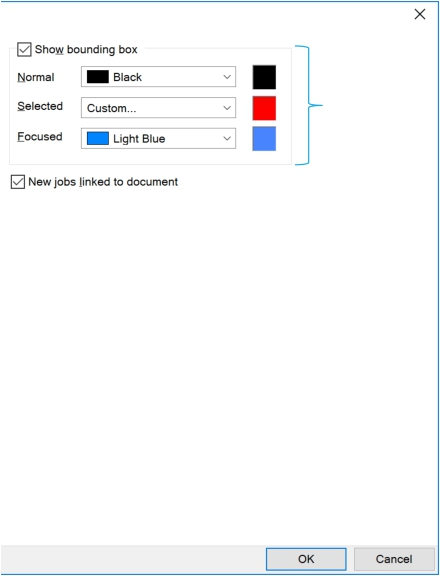 Show bounding box
Normal Black
Selected Custom...
Focused Light Blue
New jobs linked to document
OK Cancel